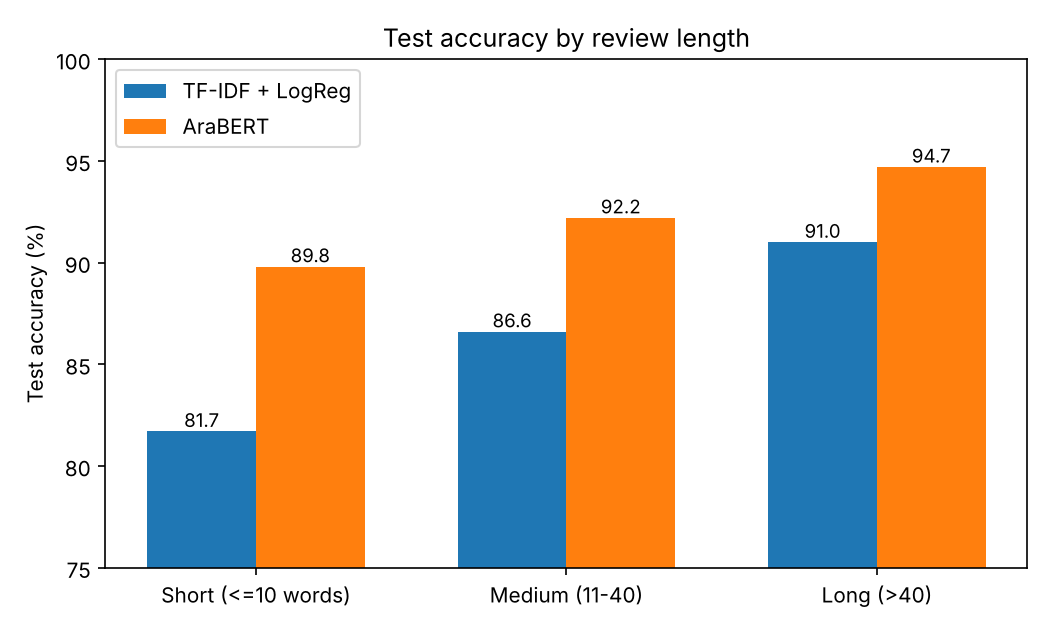 Test accuracy by review length
TF-IDF + LogReg
AraBERT
Test accuracy (%)
100
95
90
85
80
75
81.7
89.8
86.6
92.2
91.0
94.7
Short (<=10 words)
Medium (11-40)
Long (>40)